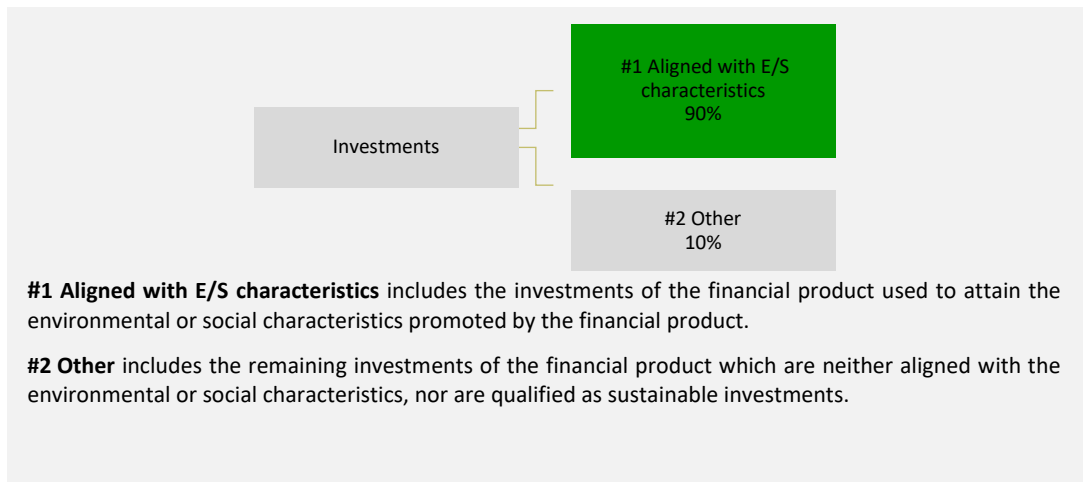 #1 Aligned with E/S
characteristics
90%
Investments
#2 Other
10%
#1 Aligned with E/S characteristics includes the investments of the financial product used to attain the
environmental or social characteristics promoted by the financial product.
#2 Other includes the remaining investments of the financial product which are neither aligned with the
environmental or social characteristics, nor are qualified as sustainable investments.